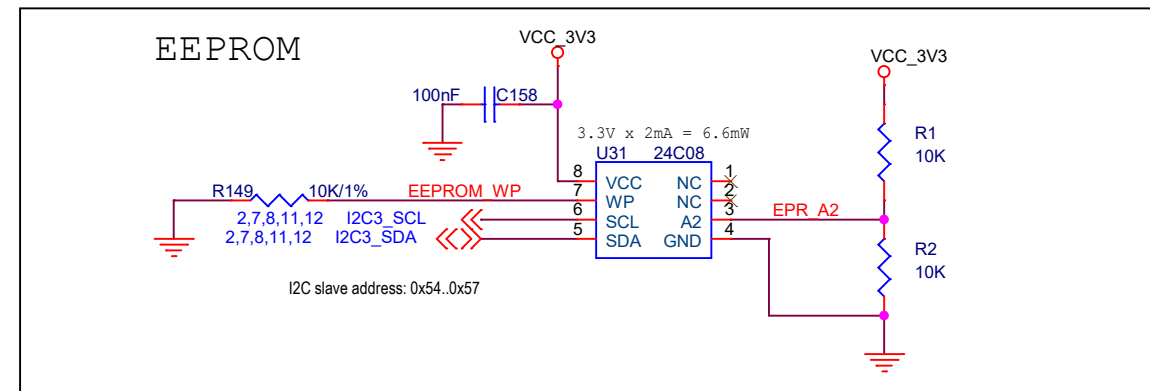 EEPROM
VCC_3V3
VCC_3V3
100nF C158
3.3V x 2mA = 6.6mW
U31 24C08
R1
10K
8 VCC NC 1
R149 10K/1% EEPROM_WP 7 WP NC 2
2,7,8,11,12 I2C3_SCL 6 SCL A2 3 EPR_A2
2,7,8,11,12 I2C3_SDA 5 SDA GND 4
R2
10K
I2C slave address: 0x54..0x57